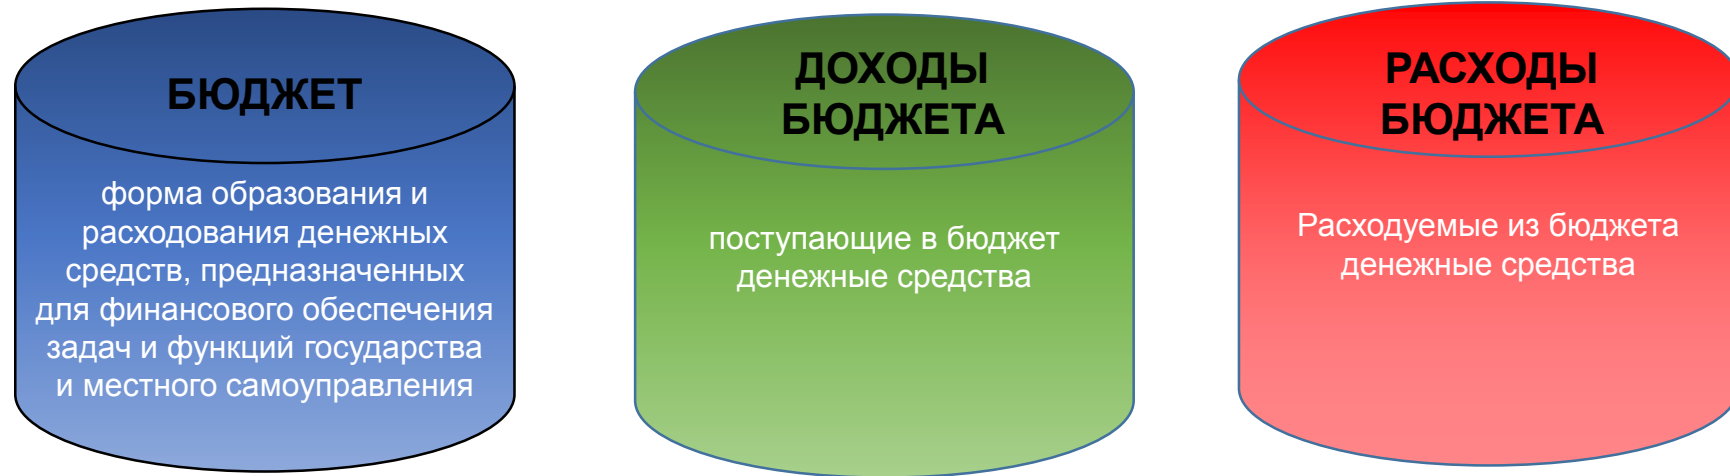 БЮДЖЕТ
форма образования и
расходования денежных
средств, предназначенных
для финансового обеспечения
задач и функций государства
и местного самоуправления
ДОХОДЫ
БЮДЖЕТА
поступающие в бюджет
денежные средства
РАСХОДЫ
БЮДЖЕТА
Расходуемые из бюджета
денежные средства